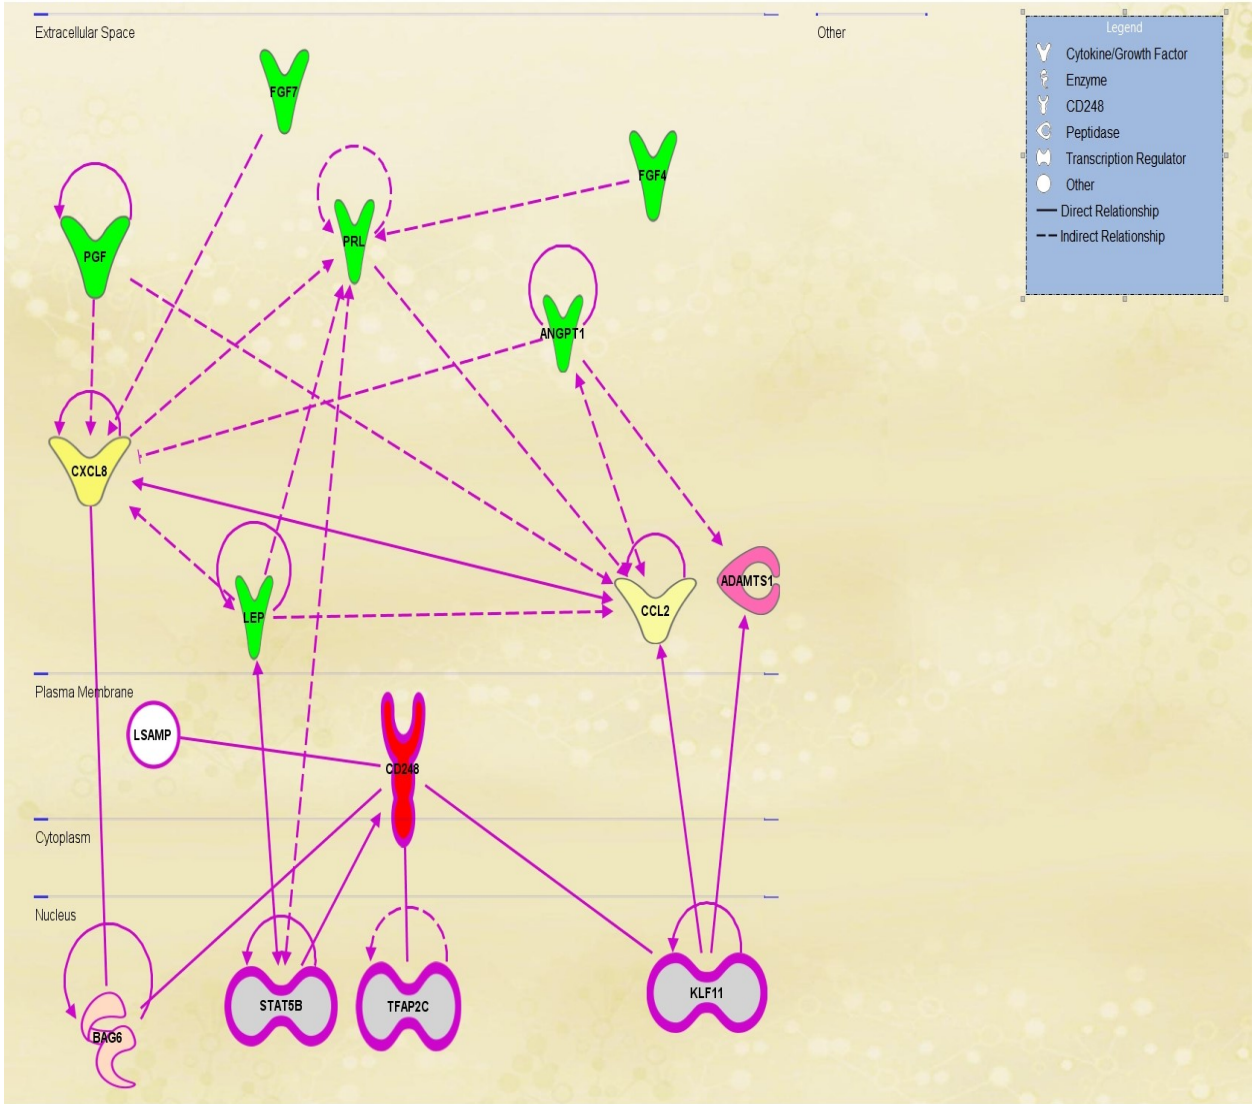 Extracellular Space
Other
Legend
Cytokine/Growth Factor
Enzyme
CD248
Peptidase
Transcription Regulator
Other
Direct Relationship
Indirect Relationship
FGF7
FGF4
PRL
PGF
ANGPT1
CXCL8
ADAMTS1
CCL2
LEP
Plasma Membrane
LSAMP
CD248
Cytoplasm
Nucleus
STAT5B
TFAP2C
KLF11
BAG6